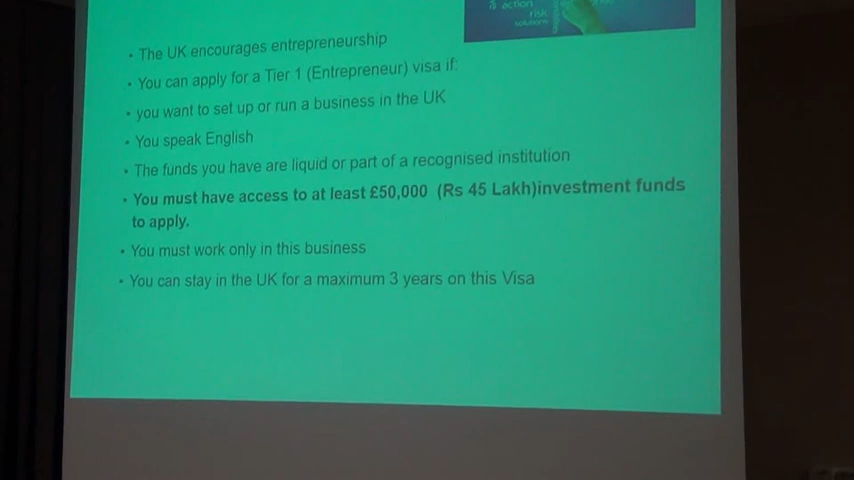 action
risk
solutions
• The UK encourages entrepreneurship
• You can apply for a Tier 1 (Entrepreneur) visa if:
• you want to set up or run a business in the UK
• You speak English
• The funds you have are liquid or part of a recognised institution
• You must have access to at least £50,000 (Rs 45 Lakh)investment funds
to apply.
• You must work only in this business
• You can stay in the UK for a maximum 3 years on this Visa